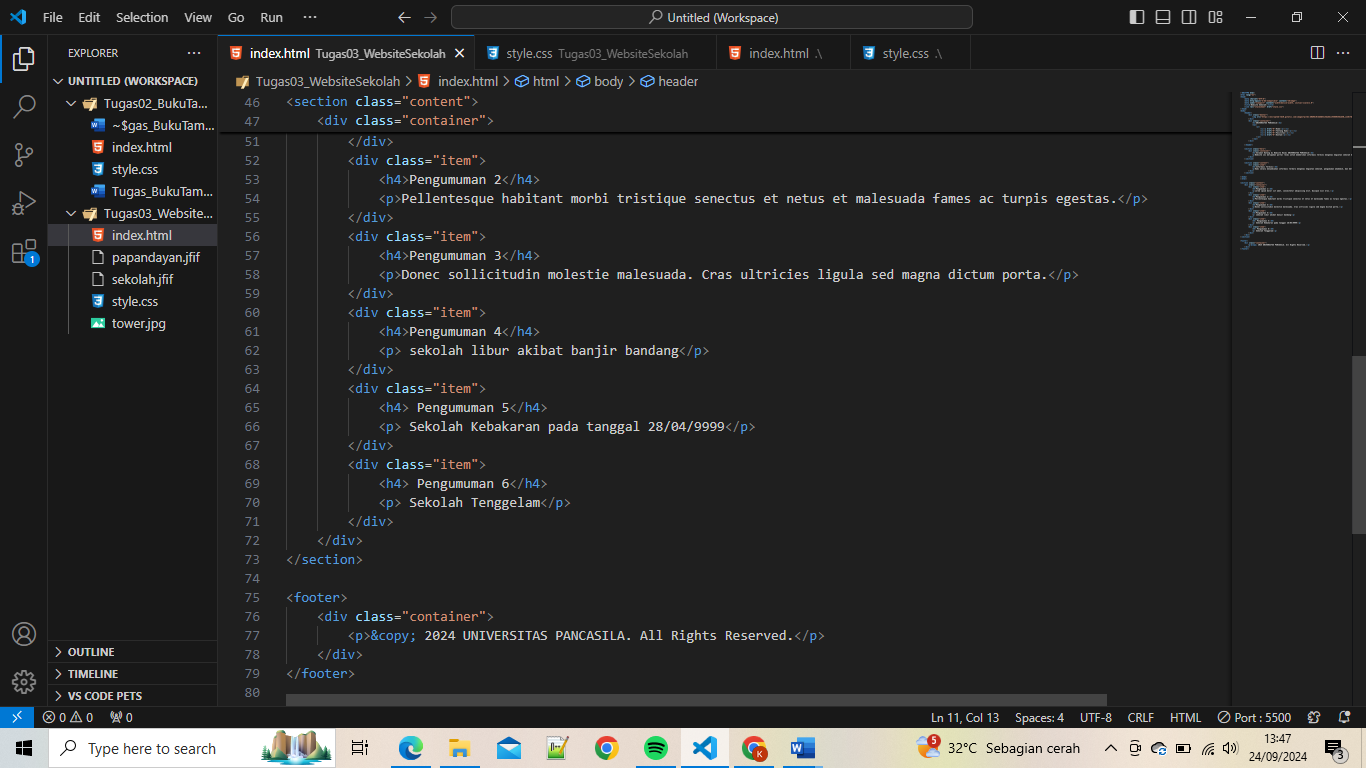 File Edit Selection View Go Run ··· Untitled (Workspace)
EXPLORER ···
index.html Tugas03_WebsiteSekolah
style.css Tugas03_WebsiteSekolah
index.html .\
style.css .\
UNTITLED (WORKSPACE)
Tugas02_BukuTa...
~$gas_BukuTam...
index.html
style.css
Tugas_BukuTam...
Tugas03_Website...
index.html
papandayan.jfif
sekolah.jfif
style.css
tower.jpg
OUTLINE
TIMELINE
VS CODE PETS
1
Tugas03_WebsiteSekolah > index.html > html > body > header
46 <section class="content">
47 <div class="container">
51 </div>
52 <div class="item">
53 <h4>Pengumuman 2</h4>
54 <p>Pellentesque habitant morbi tristique senectus et netus et malesuada fames ac turpis egestas.</p>
55 </div>
56 <div class="item">
57 <h4>Pengumuman 3</h4>
58 <p>Donec sollicitudin molestie malesuada. Cras ultricies ligula sed magna dictum porta.</p>
59 </div>
60 <div class="item">
61 <h4>Pengumuman 4</h4>
62 <p> sekolah libur akibat banjir bandang</p>
63 </div>
64 <div class="item">
65 <h4> Pengumuman 5</h4>
66 <p> Sekolah Kebakaran pada tanggal 28/04/9999</p>
67 </div>
68 <div class="item">
69 <h4> Pengumuman 6</h4>
70 <p> Sekolah Tenggelam</p>
71 </div>
72 </div>
73 </section>
74
75 <footer>
76 <div class="container">
77 <p>&copy; 2024 UNIVERSITAS PANCASILA. All Rights Reserved.</p>
78 </div>
79 </footer>
80
0 0 0 Ln 11, Col 13 Spaces: 4 UTF-8 CRLF HTML Port : 5500
Type here to search 5 32°C Sebagian cerah 13:47
24/09/2024 3